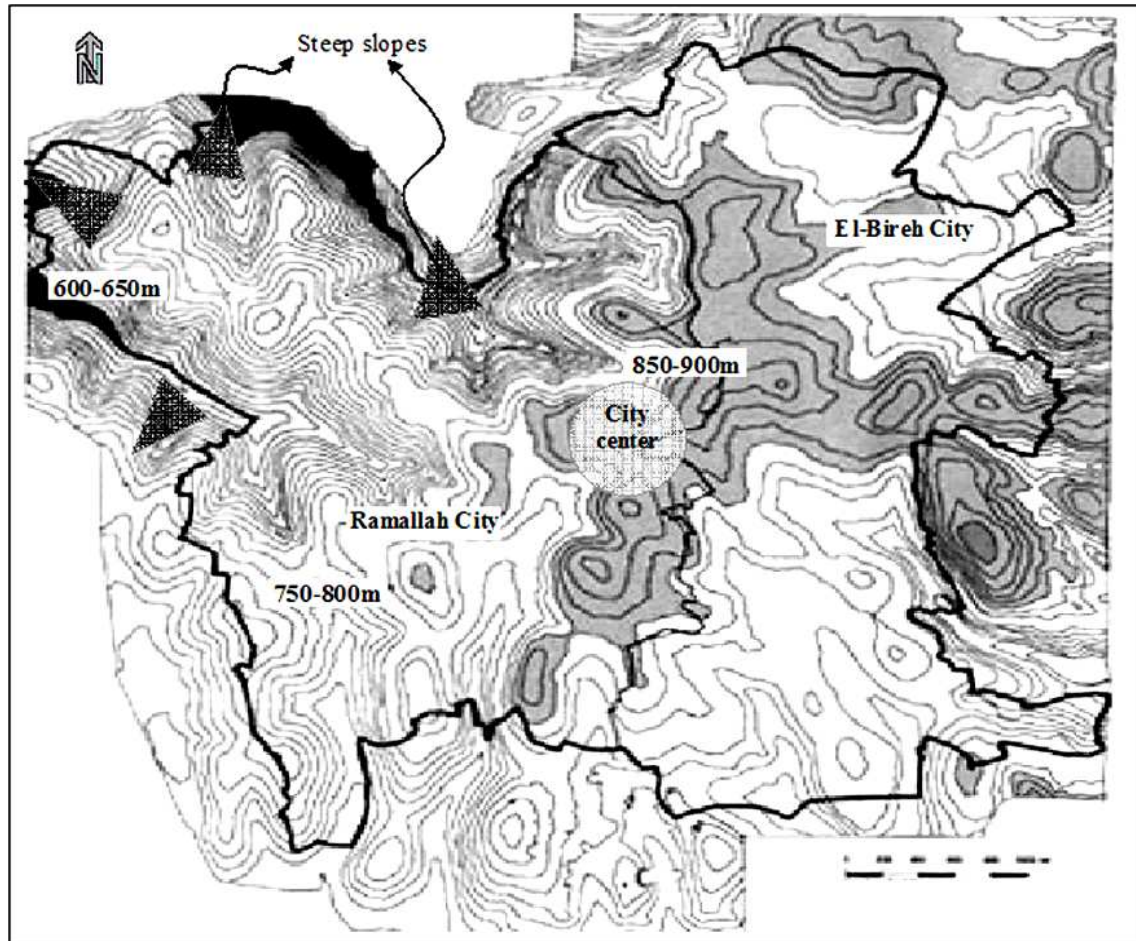 N
Steep slopes
El-Bireh City
600-650m
850-900m
City
center
Ramallah City
750-800m